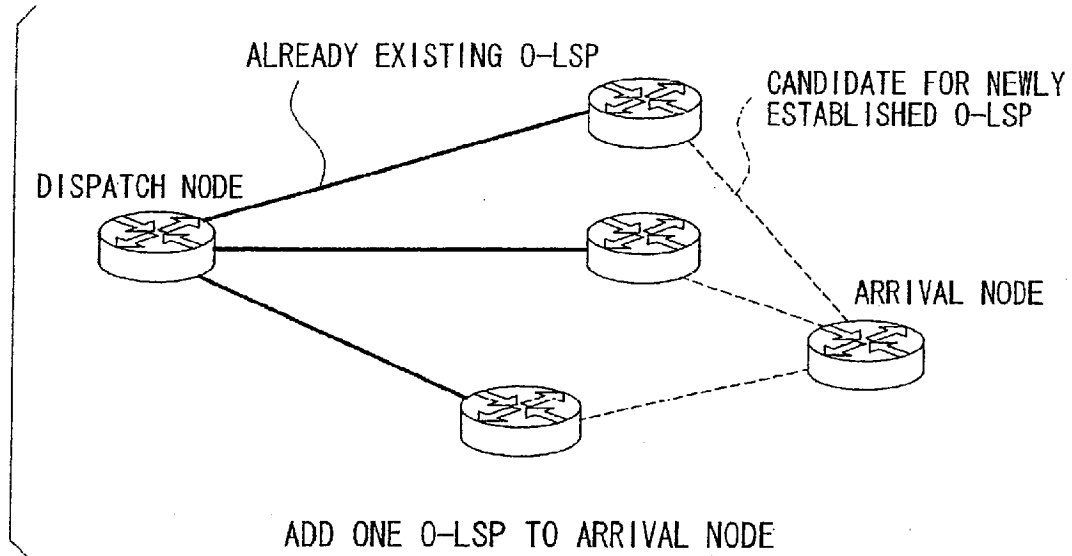 ALREADY EXISTING O-LSP
CANDIDATE FOR NEWLY
ESTABLISHED O-LSP
DISPATCH NODE
ARRIVAL NODE
ADD ONE O-LSP TO ARRIVAL NODE